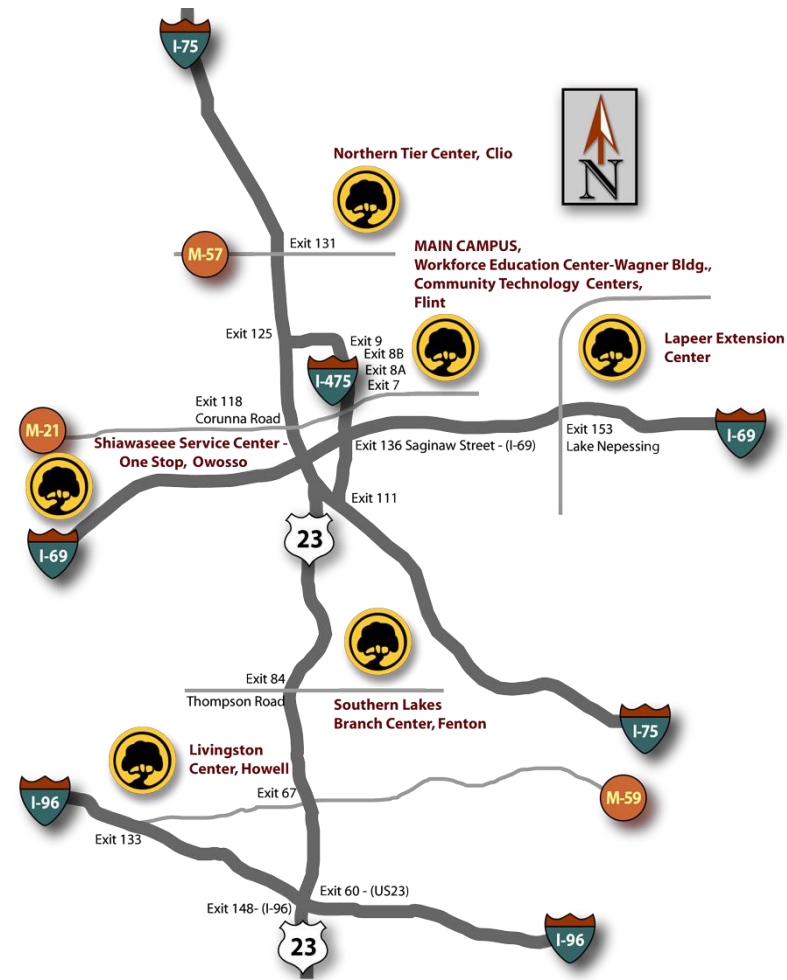 I-75
Northern Tier Center, Clio
N
M-57
Exit 131
MAIN CAMPUS,
Workforce Education Center-Wagner Bldg.,
Community Technology Centers,
Flint
Exit 125
Exit 9
Exit 8B
Exit 8A
Exit 7
I-475
Lapeer Extension
Center
Exit 118
Corunna Road
M-21
Shiawaseee Service Center -
One Stop, Owosso
Exit 136 Saginaw Street - (I-69)
Exit 153
Lake Nepessing
I-69
Exit 111
23
I-69
Exit 84
Thompson Road
Southern Lakes
Branch Center, Fenton
I-75
Livingston
Center, Howell
Exit 67
M-59
I-96
Exit 133
Exit 60 - (US23)
Exit 148- (I-96)
23
I-96